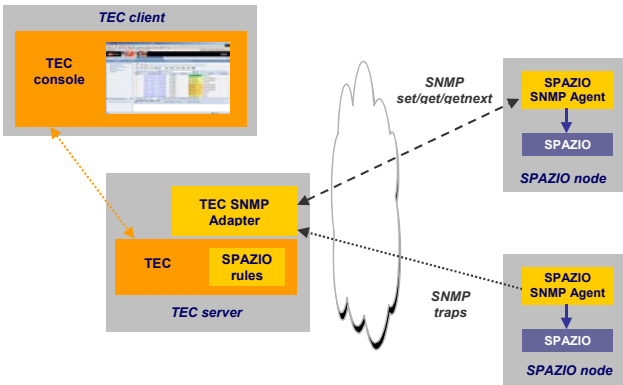 TEC client
TEC
console
SNMP
set/get/getnext
SPAZIO
SNMP Agent
SPAZIO
SPAZIO node
TEC SNMP
Adapter
TEC
SPAZIO
rules
TEC server
SNMP
traps
SPAZIO
SNMP Agent
SPAZIO
SPAZIO node